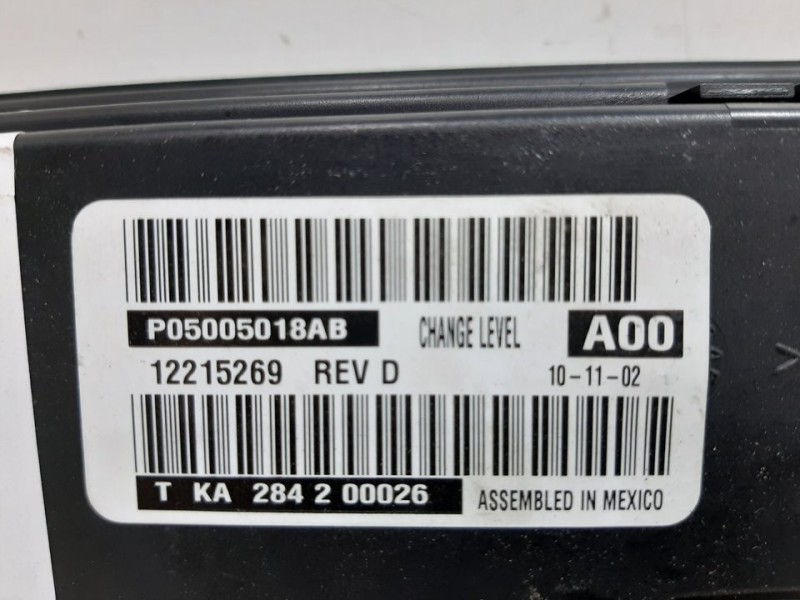 P05005018AB CHANGE LEVEL A00
12215269 REV D 10-11-02
T KA 284 2 00026 ASSEMBLED IN MEXICO